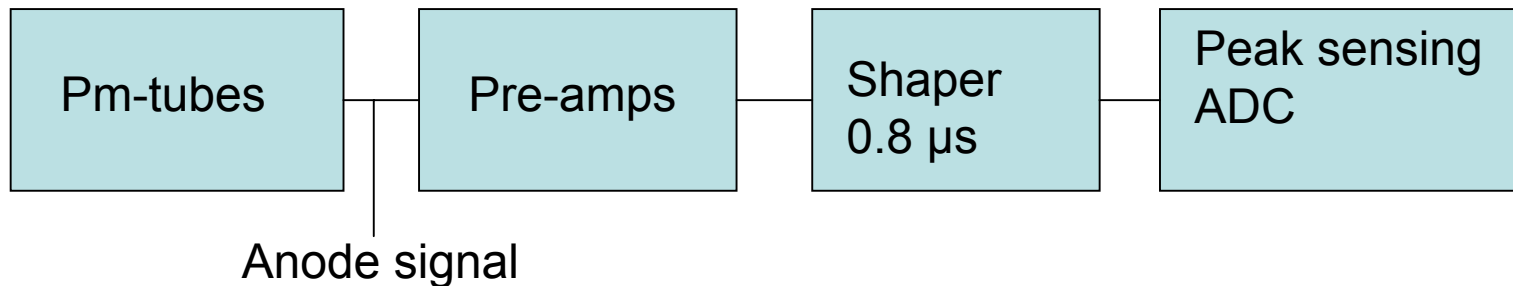 Pm-tubes
Pre-amps
Shaper
0.8 µs
Peak sensing
ADC
Anode signal